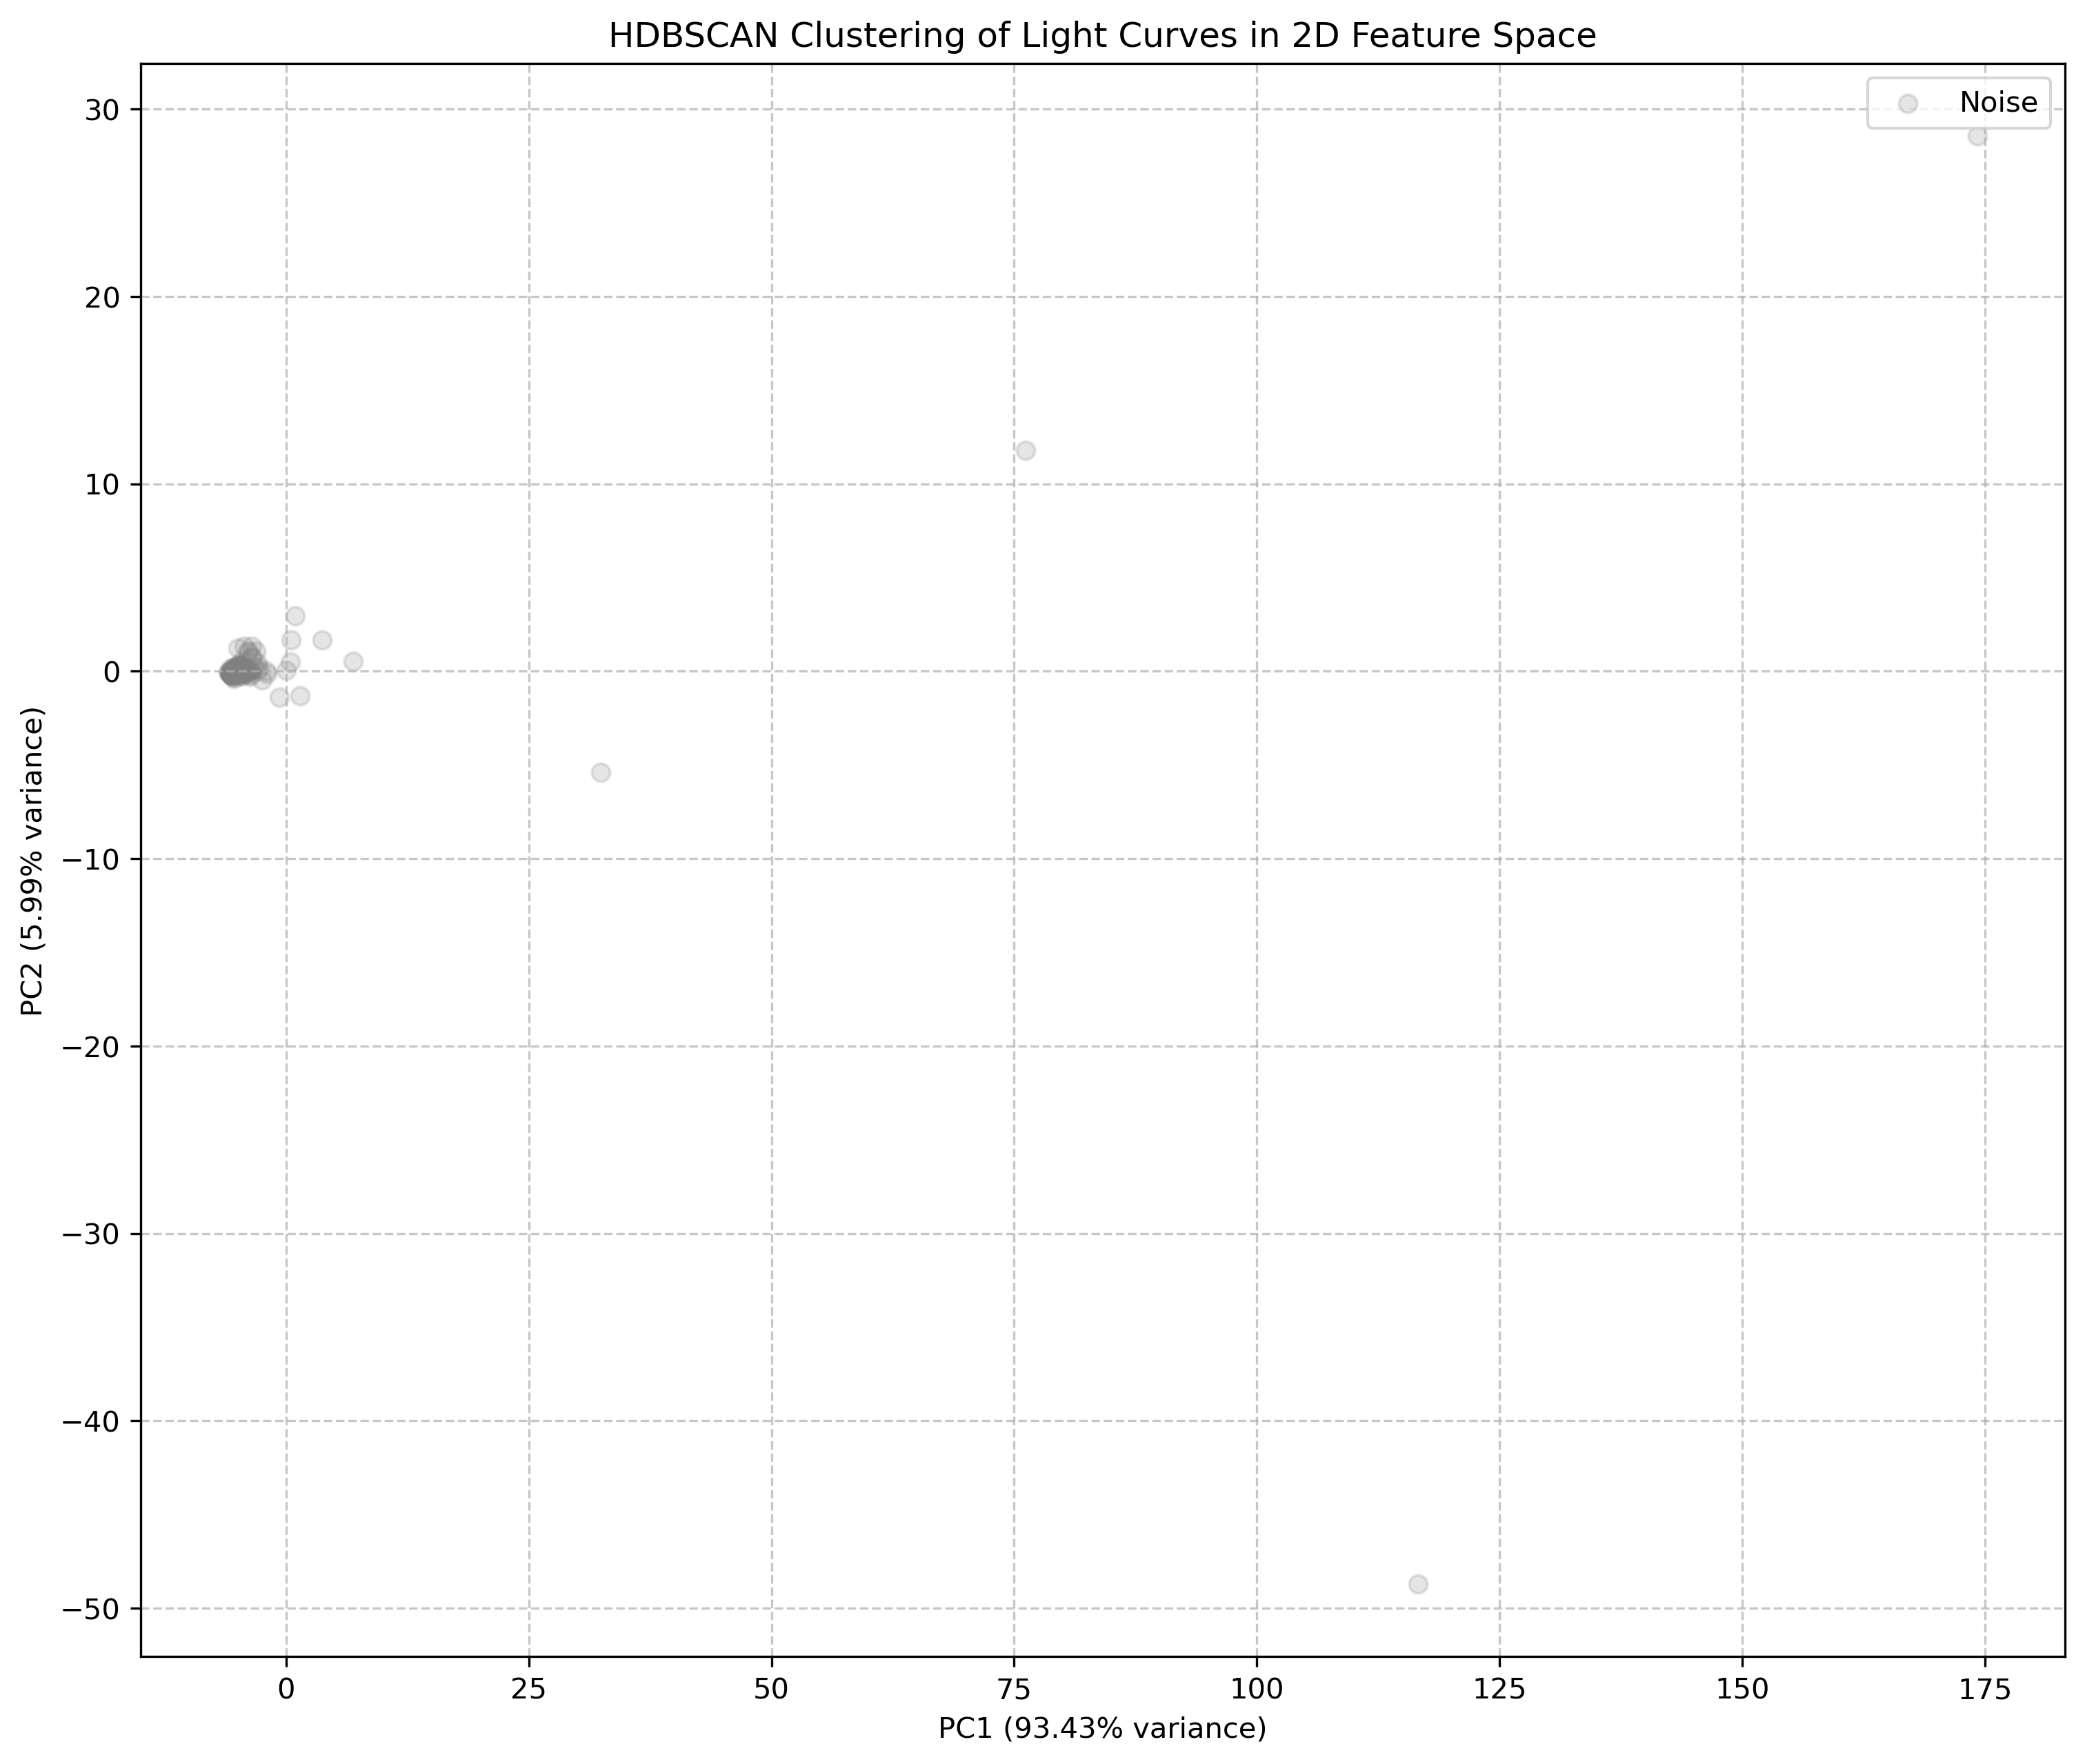 HDBSCAN Clustering of Light Curves in 2D Feature Space
Noise
30
20
10
0
−10
−20
−30
−40
−50
PC2 (5.99% variance)
0 25 50 75 100 125 150 175
PC1 (93.43% variance)